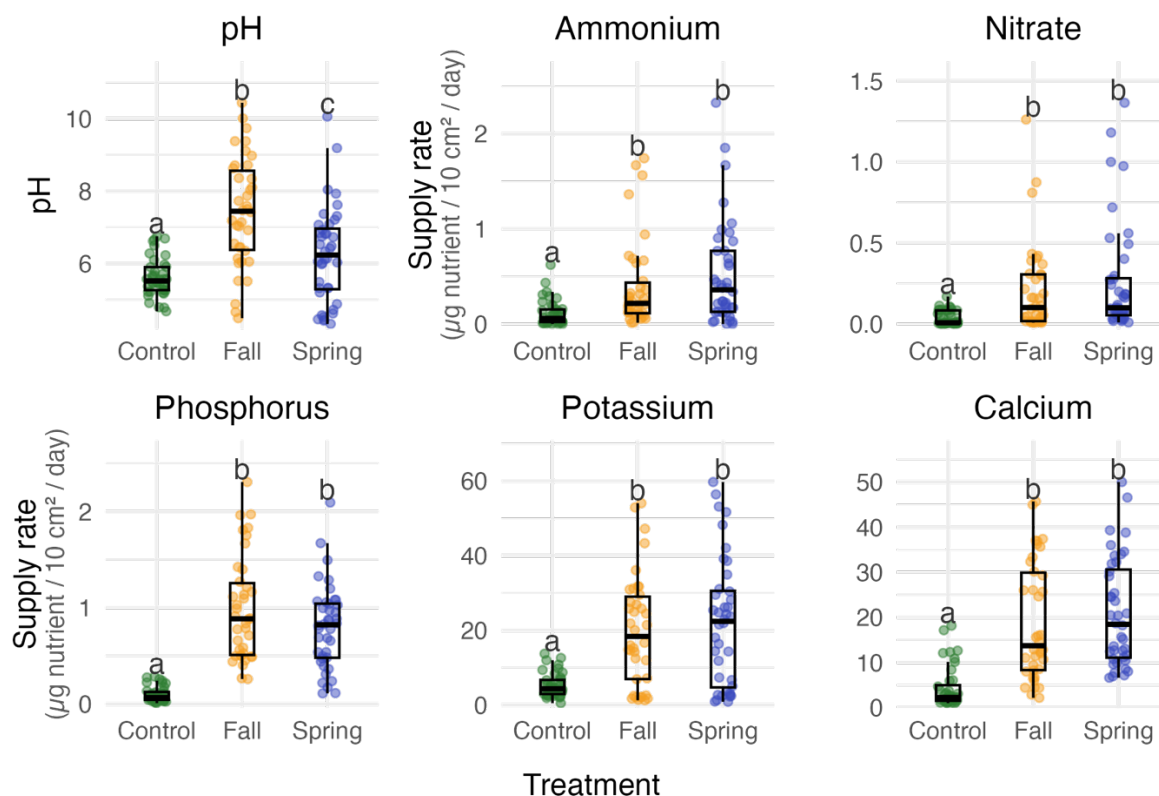 pH
Ammonium
Nitrate
pH
10
8
6
a
b
c
Control Fall Spring
Supply rate
(µg nutrient / 10 cm² / day)
2
1
0
a
b
b
Control Fall Spring
1.5
1.0
0.5
0.0
a
b
b
Control Fall Spring
Phosphorus
Potassium
Calcium
Supply rate
(µg nutrient / 10 cm² / day)
2
1
0
a
b
b
Control Fall Spring
60
40
20
0
a
b
b
Control Fall Spring
50
40
30
20
10
0
a
b
b
Control Fall Spring
Treatment